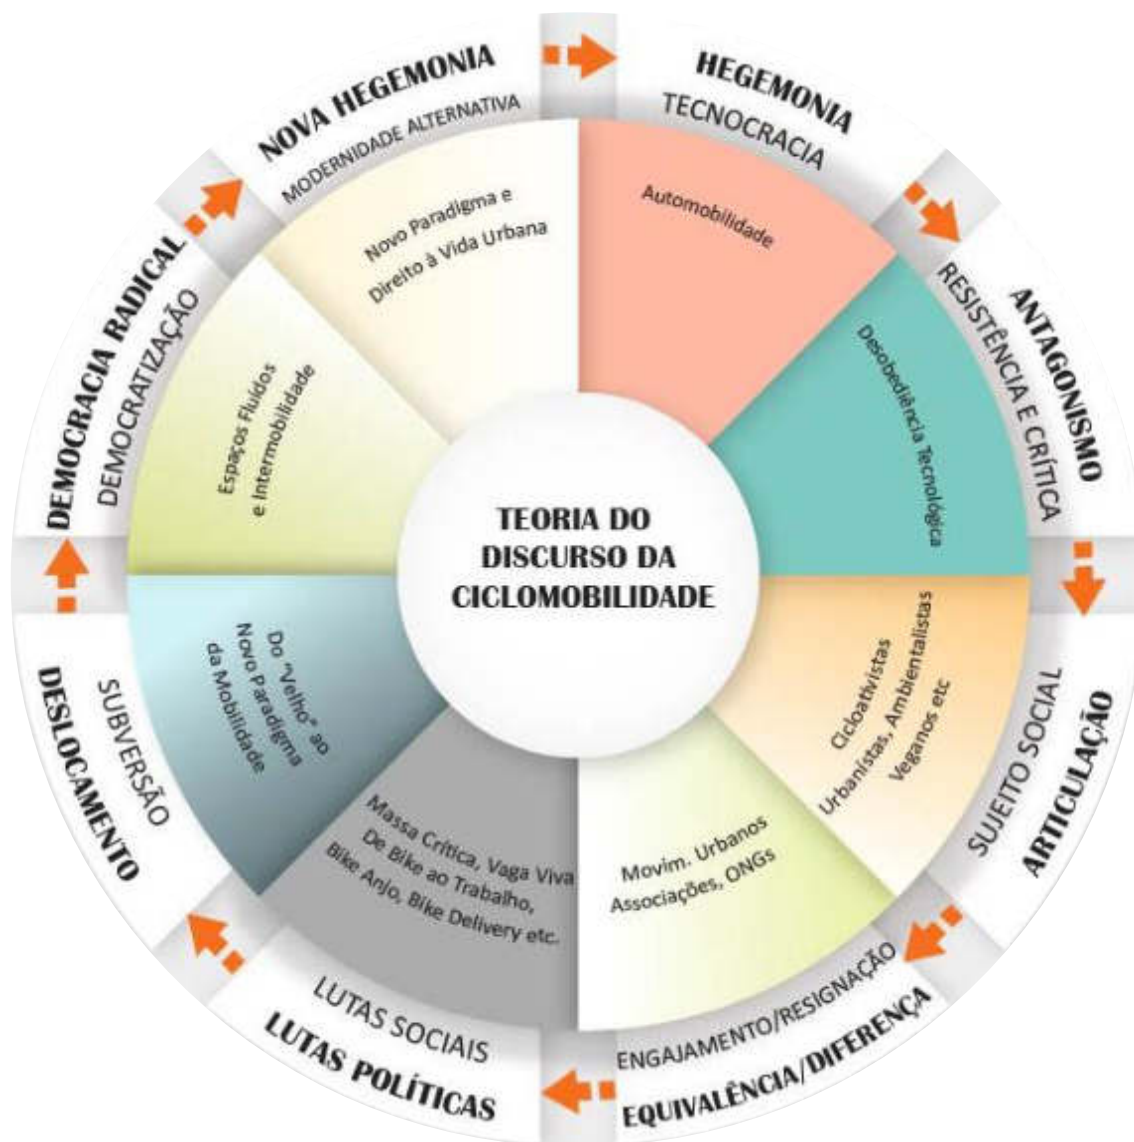 TEORIA DO
DISCURSO DA
CICLOMOBILIDADE
HEGEMONIA
TECNOCRACIA
Automobilidade
ANTAGONISMO
RESISTÊNCIA E CRÍTICA
Desobediência Tecnológica
ARTICULAÇÃO
SUJEITO SOCIAL
Cicloativistas
Urbanistas, Ambientalistas
Veganos etc
EQUIVALÊNCIA/DIFERENÇA
ENGAJAMENTO/RESIGNAÇÃO
Movim. Urbanos
Associações, ONGs
LUTAS POLÍTICAS
LUTAS SOCIAIS
Massa Crítica, Vaga Viva
De Bike ao Trabalho,
Bike Anjo, Bike Delivery etc.
DESLOCAMENTO
SUBVERSÃO
Do "Velho" ao
Novo Paradigma
da Mobilidade
DEMOCRACIA RADICAL
DEMOCRATIZAÇÃO
Espaços Fluídos
e Intermobilidade
NOVA HEGEMONIA
MODERNIDADE ALTERNATIVA
Novo Paradigma e
Direito à Vida Urbana